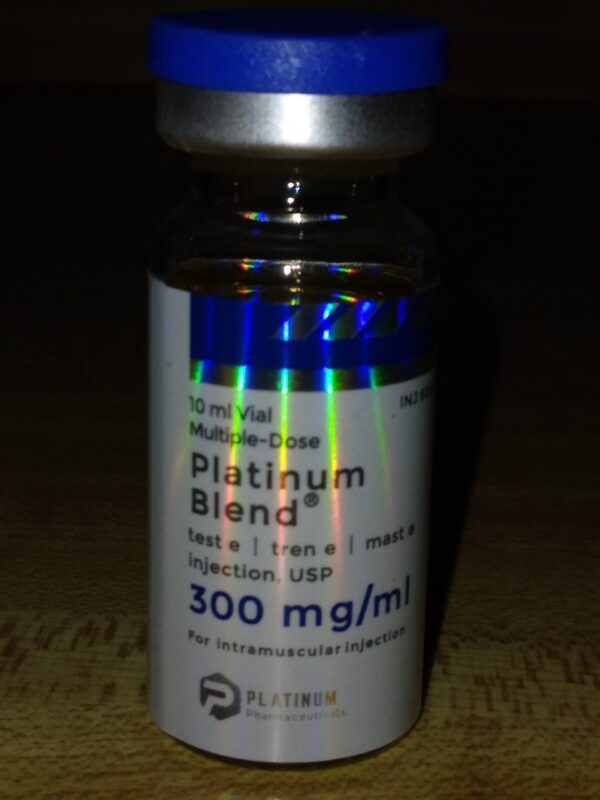 10 ml Vial
INJ
Multiple-Dose
Platinum
Blend®
test e | tren e | mast e
injection, USP
300 mg/ml
For intramuscular injection
PLATINUM
Pharmaceuticals